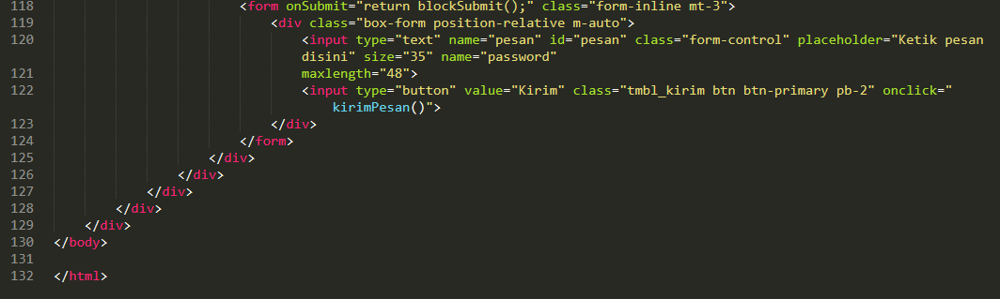 118 <form onSubmit="return blockSubmit();" class="form-inline mt-3">
119 <div class="box-form position-relative m-auto">
120 <input type="text" name="pesan" id="pesan" class="form-control" placeholder="Ketik pesan
disini" size="35" name="password"
121 maxlength="48">
122 <input type="button" value="Kirim" class="tmbl_kirim btn btn-primary pb-2" onclick="
kirimPesan()">
123 </div>
124 </form>
125 </div>
126 </div>
127 </div>
128 </div>
129 </div>
130 </body>
131
132 </html>